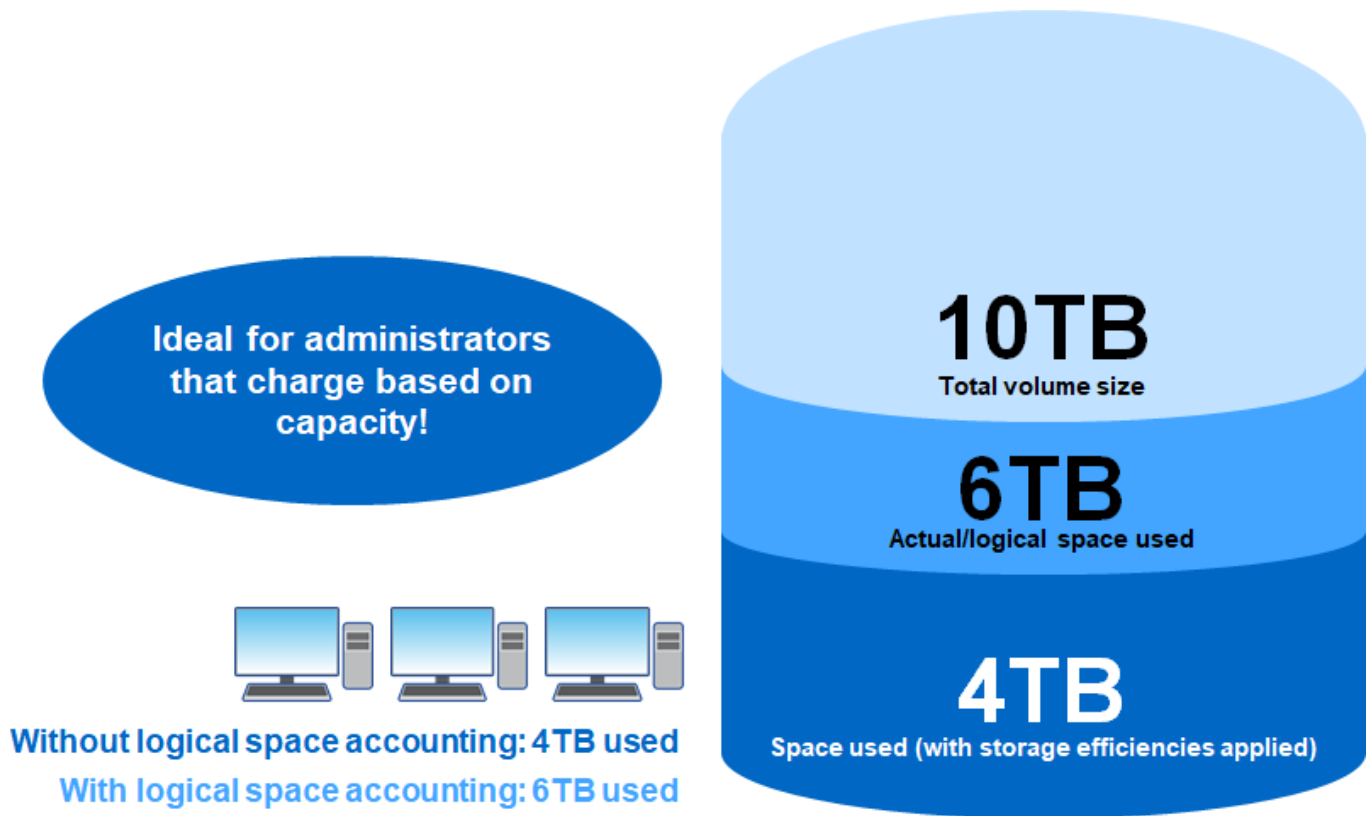 Ideal for administrators
that charge based on
capacity!
10TB
Total volume size
6TB
Actual/logical space used
4TB
Space used (with storage efficiencies applied)
Without logical space accounting: 4TB used
With logical space accounting: 6TB used